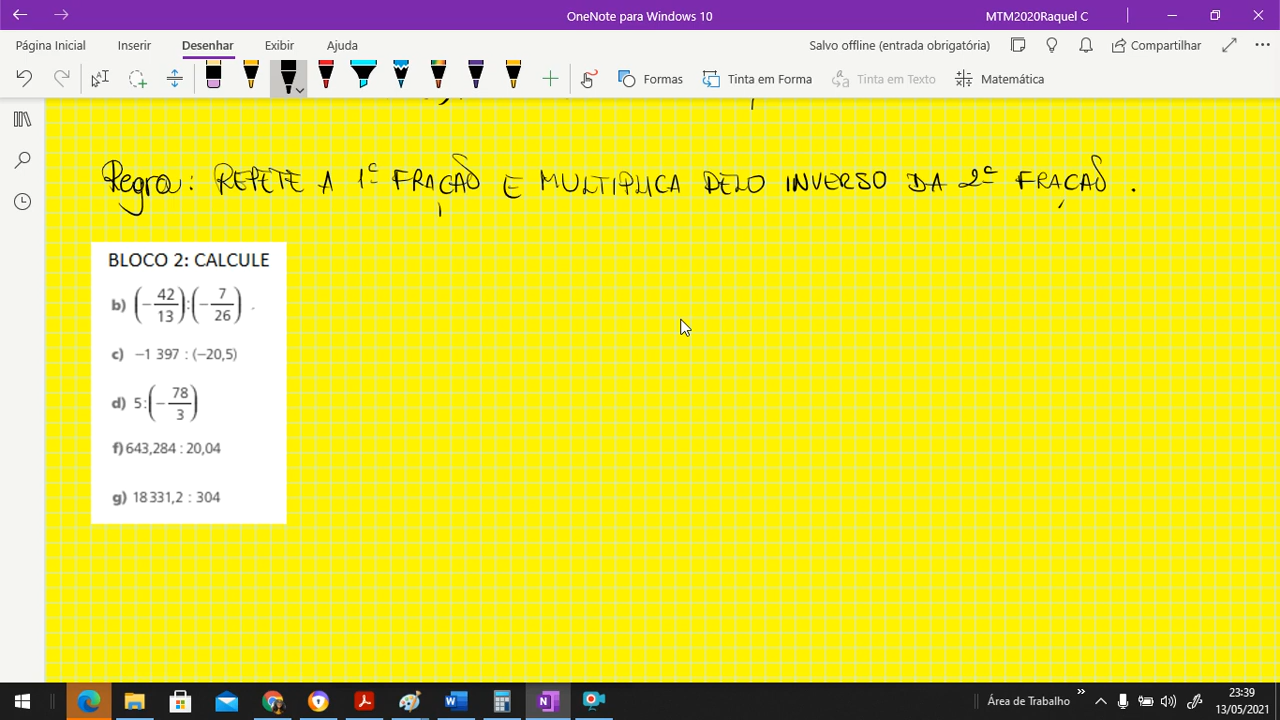 OneNote para Windows 10
MTM2020Raquel C
Página Inicial Inserir Desenhar Exibir Ajuda
Salvo offline (entrada obrigatória) Compartilhar
Formas Tinta em Forma Tinta em Texto Matemática
Regra: REPETE A 1ª FRAÇÃO E MULTIPLICA PELO INVERSO DA 2ª FRAÇÃO.
BLOCO 2: CALCULE
b) (-42/13):(-7/26) .
c) −1 397 : (−20,5)
d) 5:(-78/3)
f) 643,284 : 20,04
g) 18 331,2 : 304
Área de Trabalho
23:39
13/05/2021